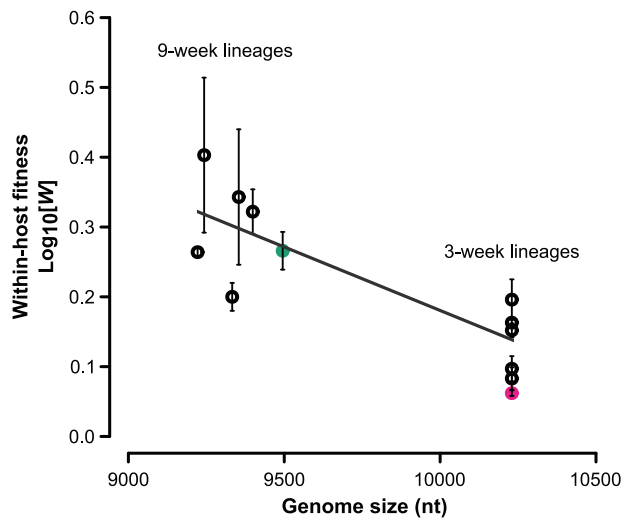 0.6
0.5
0.4
0.3
0.2
0.1
0.0
Within-host fitness
Log10[W]
9-week lineages
3-week lineages
9000
9500
10000
10500
Genome size (nt)